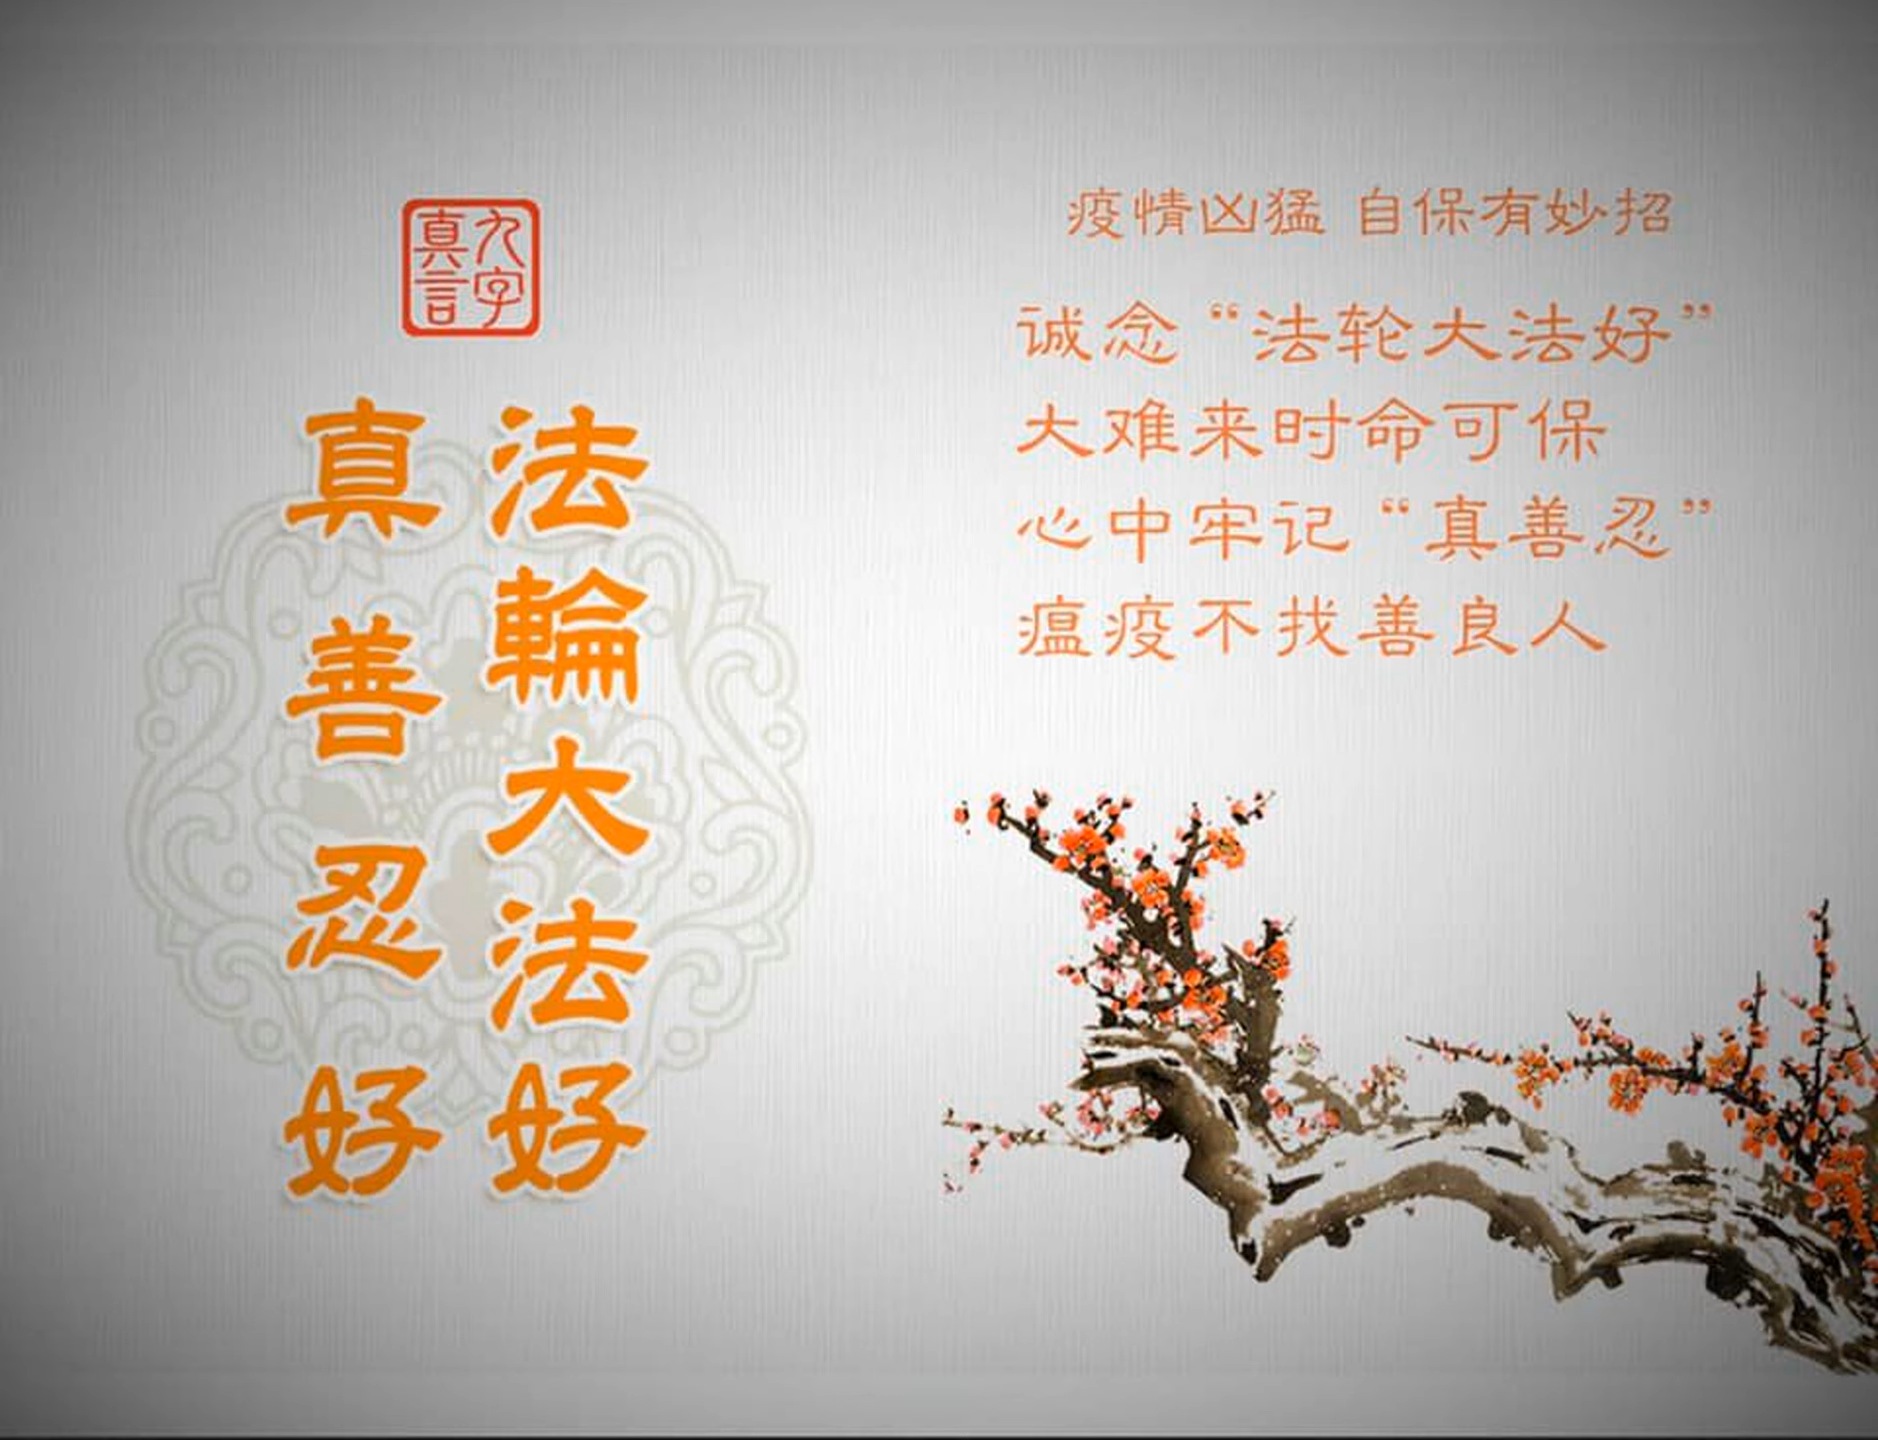 九字
真言
法輪大法好
真善忍好
疫情凶猛 自保有妙招
诚念“法轮大法好”
大难来时命可保
心中牢记“真善忍”
瘟疫不找善良人